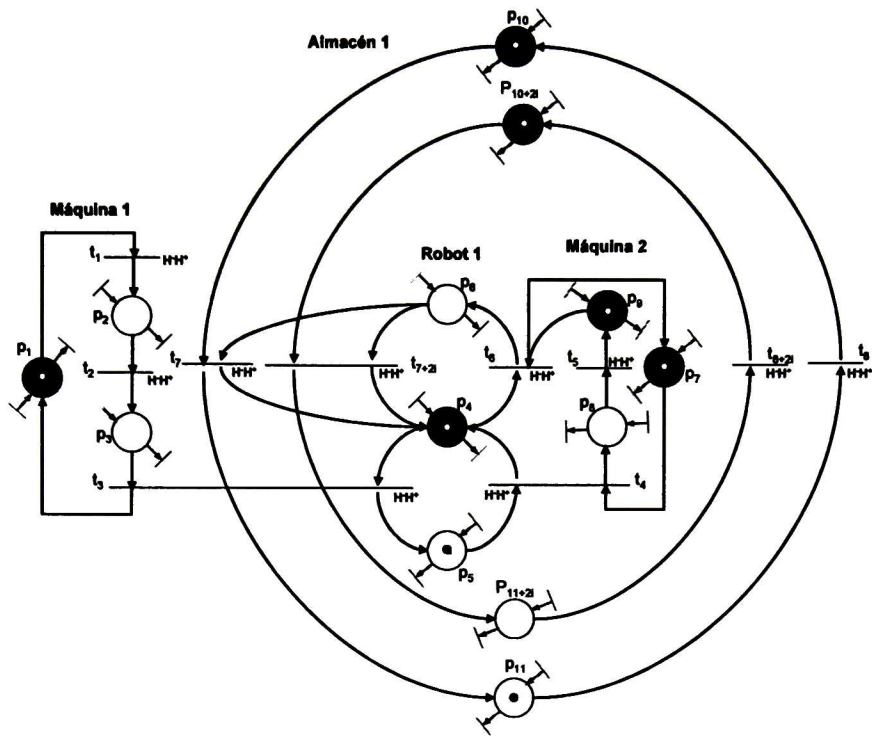 p10
Almacén 1
P10+2i
Máquina 1
Robot 1
Máquina 2
t1
H-H+
p6
p9
p2
p1
t7
t7+2i
t6
t5
t8+2i
t8
H-H+
H-H+
H-H+
H-H+
H-H+
H-H+
p7
t2
H-H+
p4
p8
p3
t3
H-H+
H-H+
t4
p5
P11+2i
p11